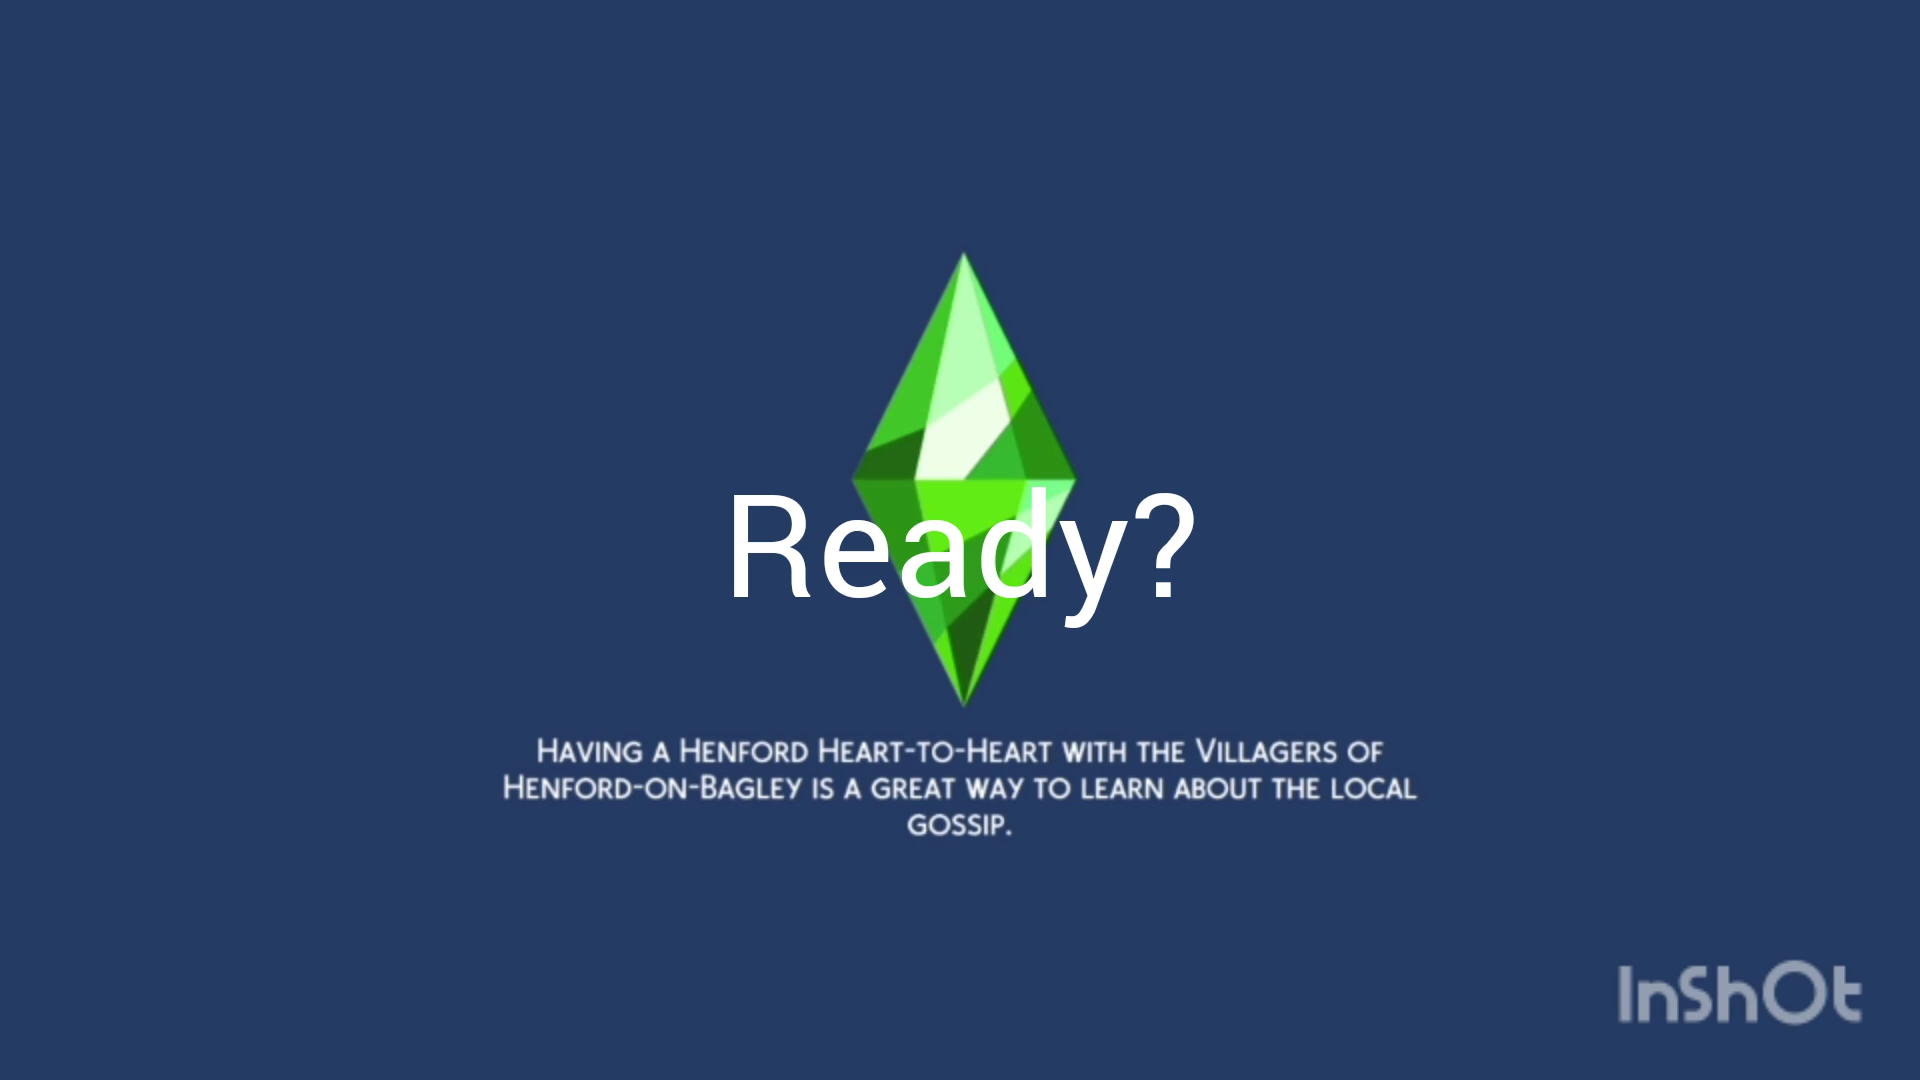 Ready?
Having a Henford Heart-to-Heart with the Villagers of
Henford-on-Bagley is a great way to learn about the local
gossip.
InShOt